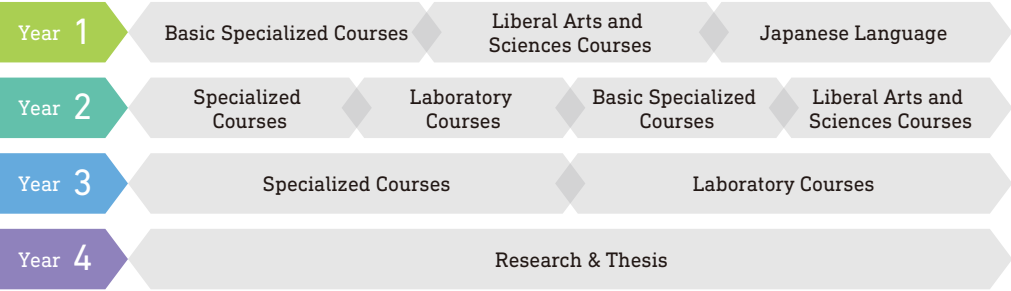 Year 1
Basic Specialized Courses
Liberal Arts and
Sciences Courses
Japanese Language
Year 2
Specialized
Courses
Laboratory
Courses
Basic Specialized
Courses
Liberal Arts and
Sciences Courses
Year 3
Specialized Courses
Laboratory Courses
Year 4
Research & Thesis